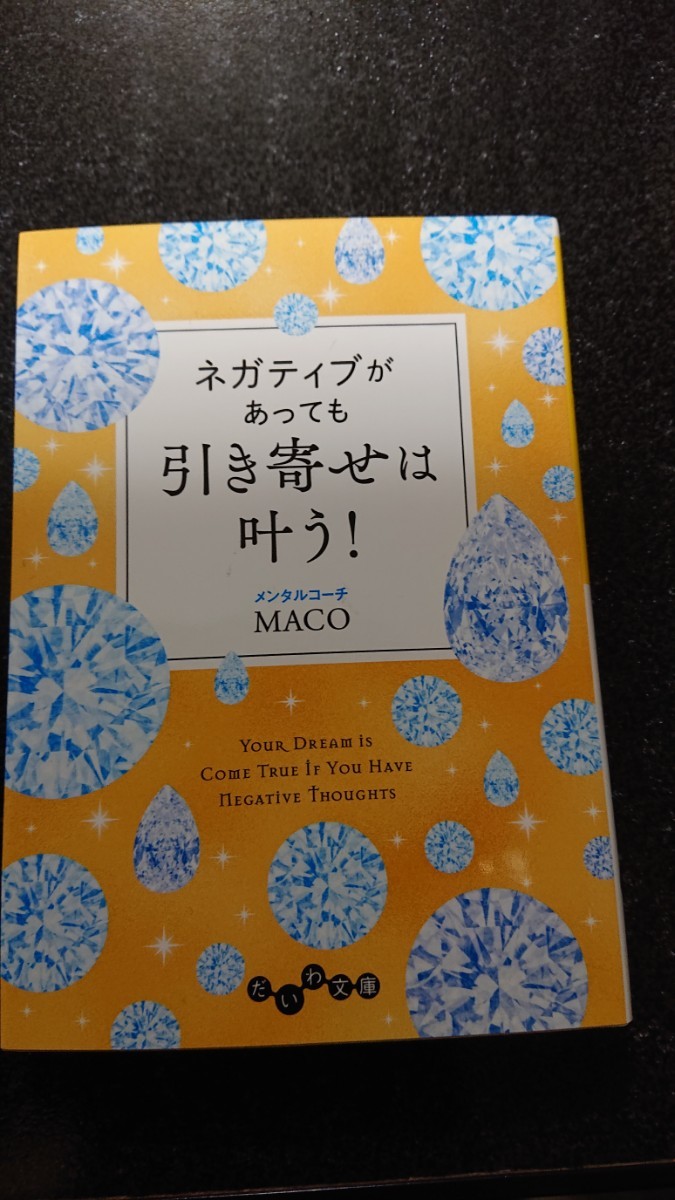 ネガティブが
あっても
引き寄せは
叶う!
メンタルコーチ
MACO
YOUR DREAM IS
COME TRUE IF YOU HAVE
NEGATIVE THOUGHTS
だいわ文庫